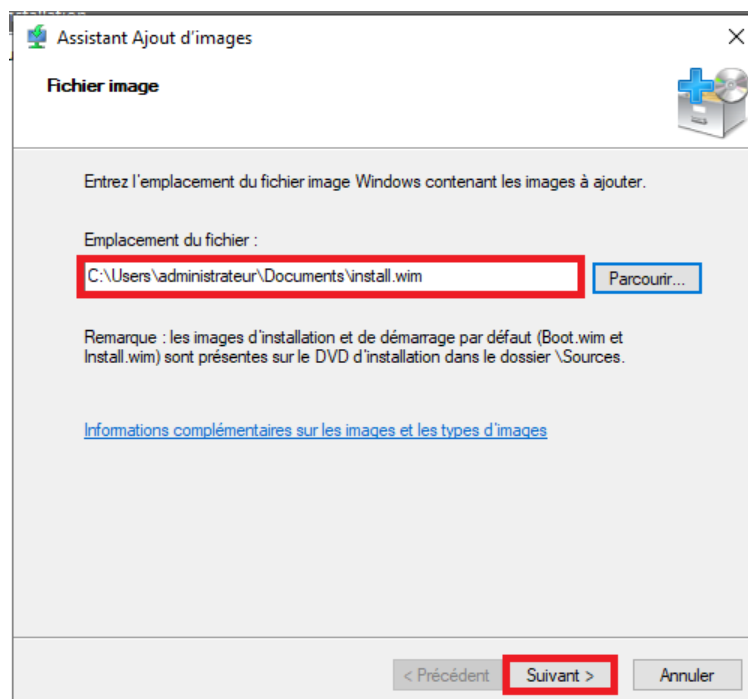 Assistant Ajout d'images
Fichier image
Entrez l'emplacement du fichier image Windows contenant les images à ajouter.
Emplacement du fichier :
C:\Users\administrateur\Documents\install.wim
Parcourir...
Remarque : les images d'installation et de démarrage par défaut (Boot.wim et
Install.wim) sont présentes sur le DVD d'installation dans le dossier \Sources.
Informations complémentaires sur les images et les types d'images
< Précédent
Suivant >
Annuler